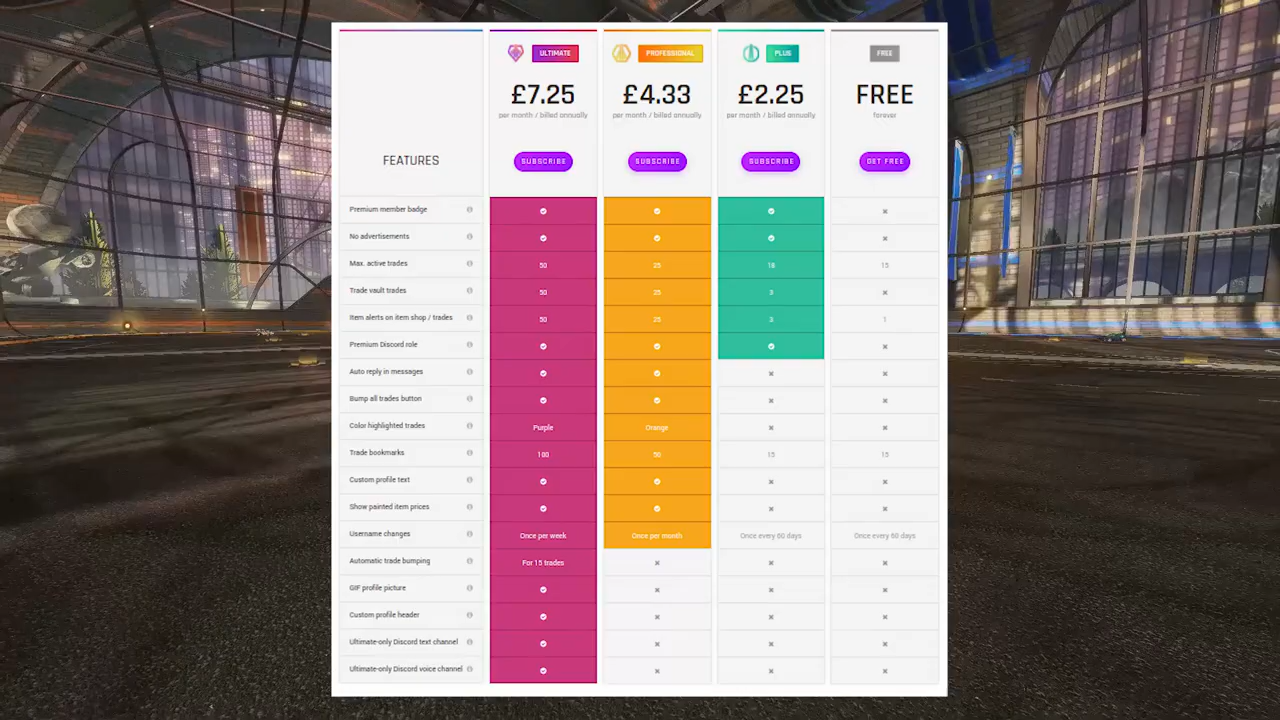 ULTIMATE PROFESSIONAL PLUS FREE
£7.25 £4.33 £2.25 FREE
per month / billed annually per month / billed annually per month / billed annually forever
FEATURES SUBSCRIBE SUBSCRIBE SUBSCRIBE GET FREE
Premium member badge
No advertisements
Max. active trades 50 25 18 15
Trade vault trades 50 25 3
Item alerts on item shop / trades 50 25 3 1
Premium Discord role
Auto reply in messages
Bump all trades button
Color highlighted trades Purple Orange
Trade bookmarks 100 50 15 15
Custom profile text
Show painted item prices
Username changes Once per week Once per month Once every 60 days Once every 60 days
Automatic trade bumping For 15 trades
GIF profile picture
Custom profile header
Ultimate-only Discord text channel
Ultimate-only Discord voice channel